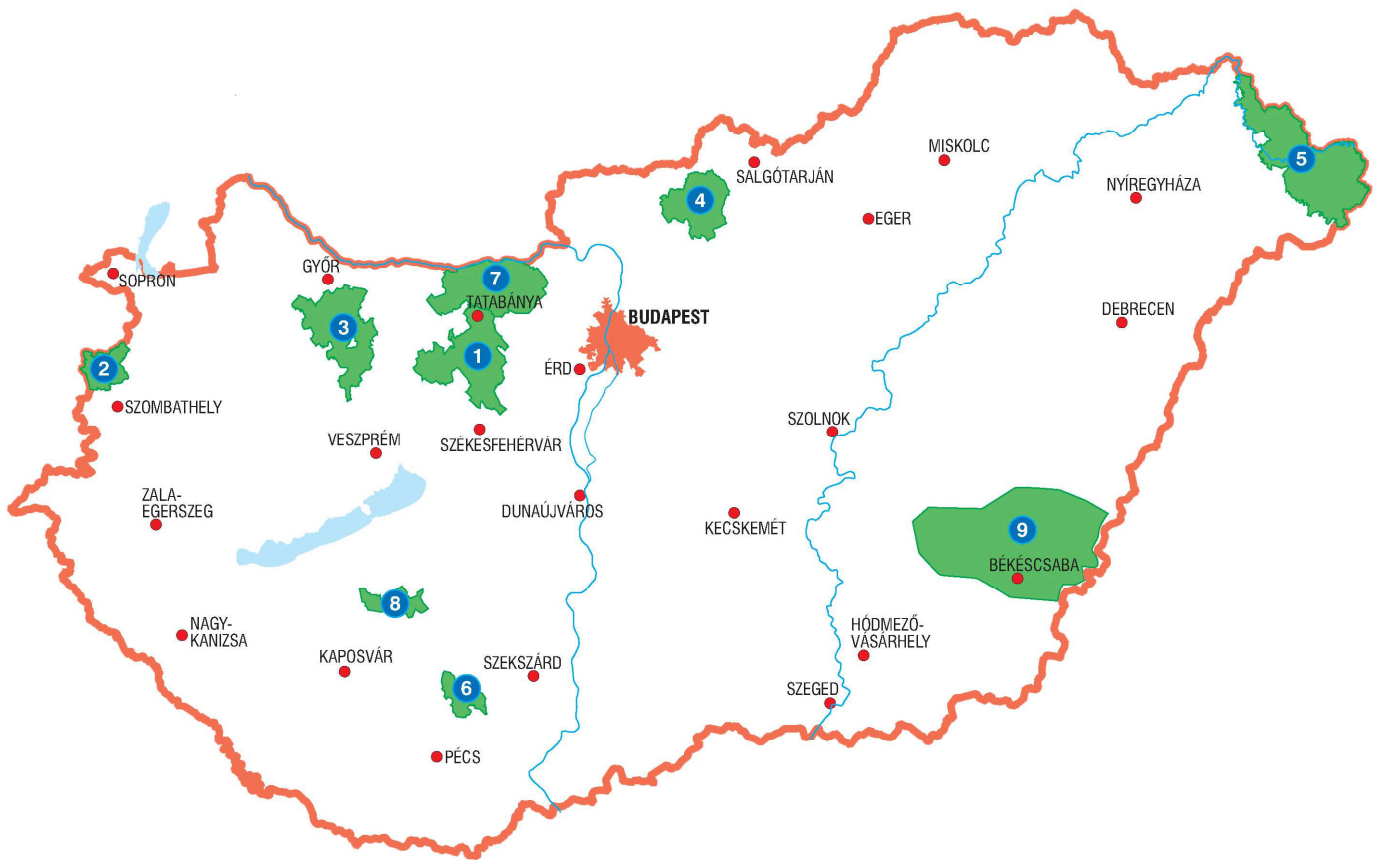 MISKOLC
SALGÓTARJÁN
5
NYÍREGYHÁZA
4
EGER
GYŐR
SOPRON
7
TATABÁNYA
DEBRECEN
BUDAPEST
3
1
ÉRD
2
SZOMBATHELY
SZOLNOK
VESZPRÉM
SZÉKESFEHÉRVÁR
ZALA-
EGERSZEG
DUNAÚJVÁROS
KECSKEMÉT
9
BÉKÉSCSABA
8
NAGY-
KANIZSA
HÓDMEZŐ-
VÁSÁRHELY
KAPOSVÁR
SZEKSZÁRD
6
SZEGED
PÉCS